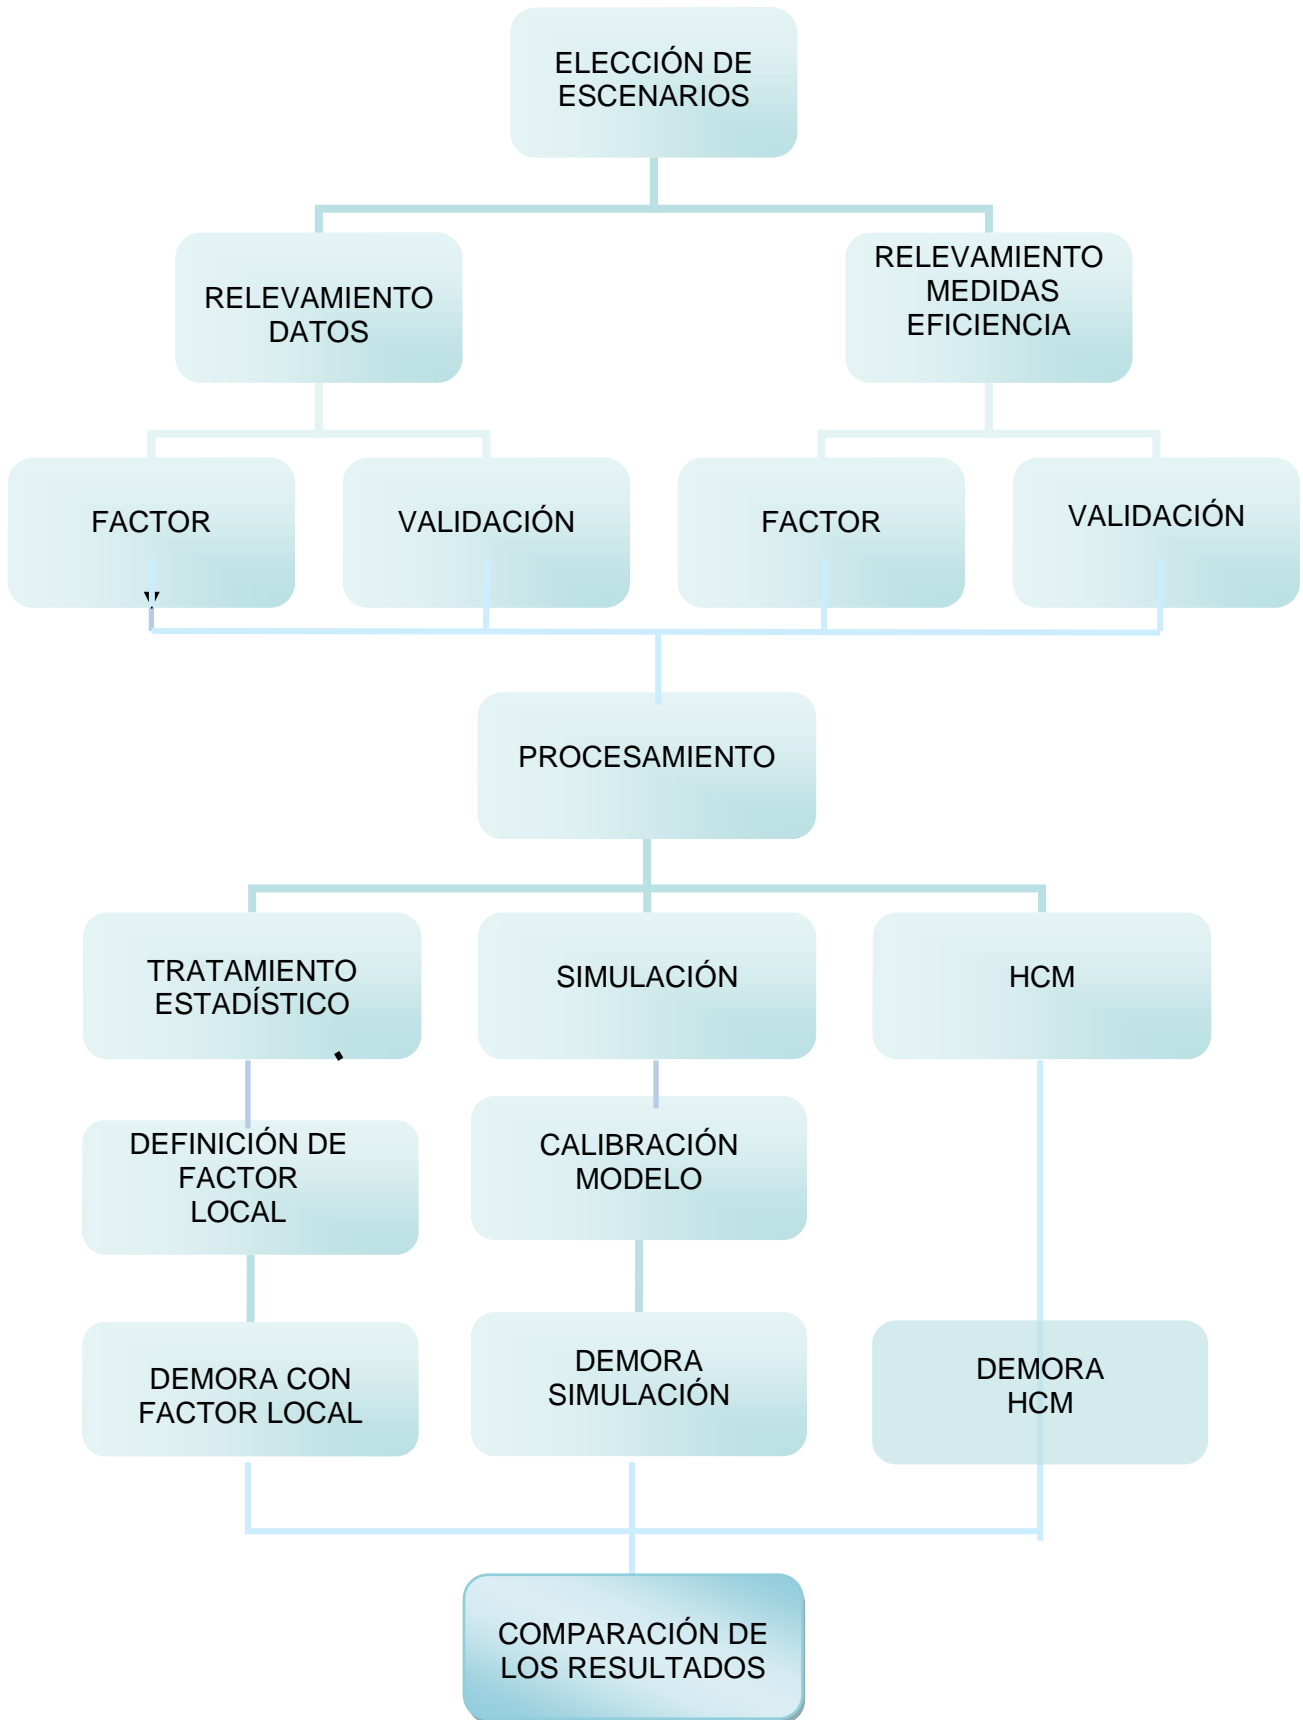 ELECCIÓN DE
ESCENARIOS
RELEVAMIENTO
DATOS
RELEVAMIENTO
MEDIDAS
EFICIENCIA
FACTOR
VALIDACIÓN
FACTOR
VALIDACIÓN
PROCESAMIENTO
TRATAMIENTO
ESTADÍSTICO
SIMULACIÓN
HCM
DEFINICIÓN DE
FACTOR
LOCAL
CALIBRACIÓN
MODELO
DEMORA CON
FACTOR LOCAL
DEMORA
SIMULACIÓN
DEMORA
HCM
COMPARACIÓN DE
LOS RESULTADOS